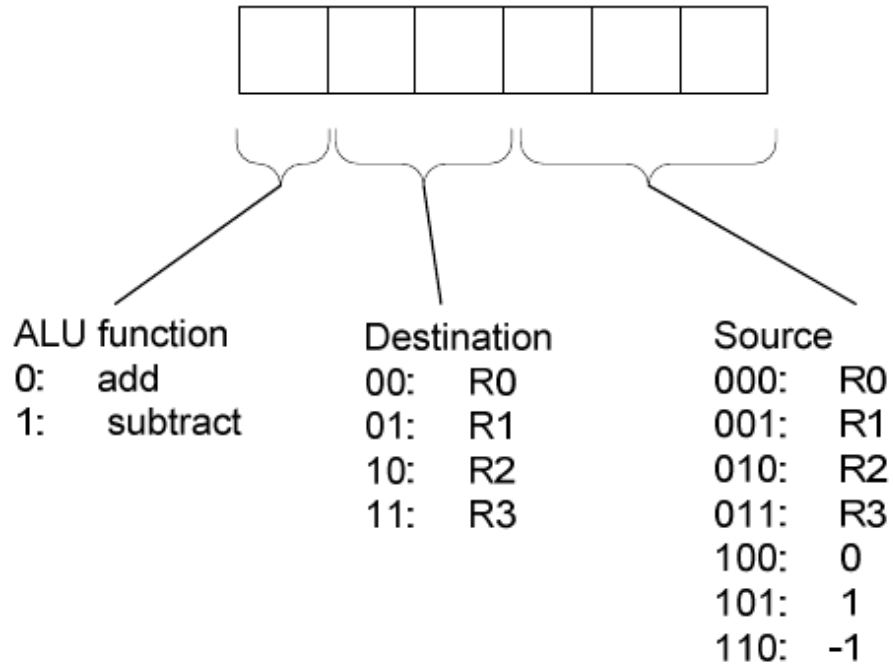 ALU function
0: add
1: subtract
Destination
00: R0
01: R1
10: R2
11: R3
Source
000: R0
001: R1
010: R2
011: R3
100: 0
101: 1
110: -1